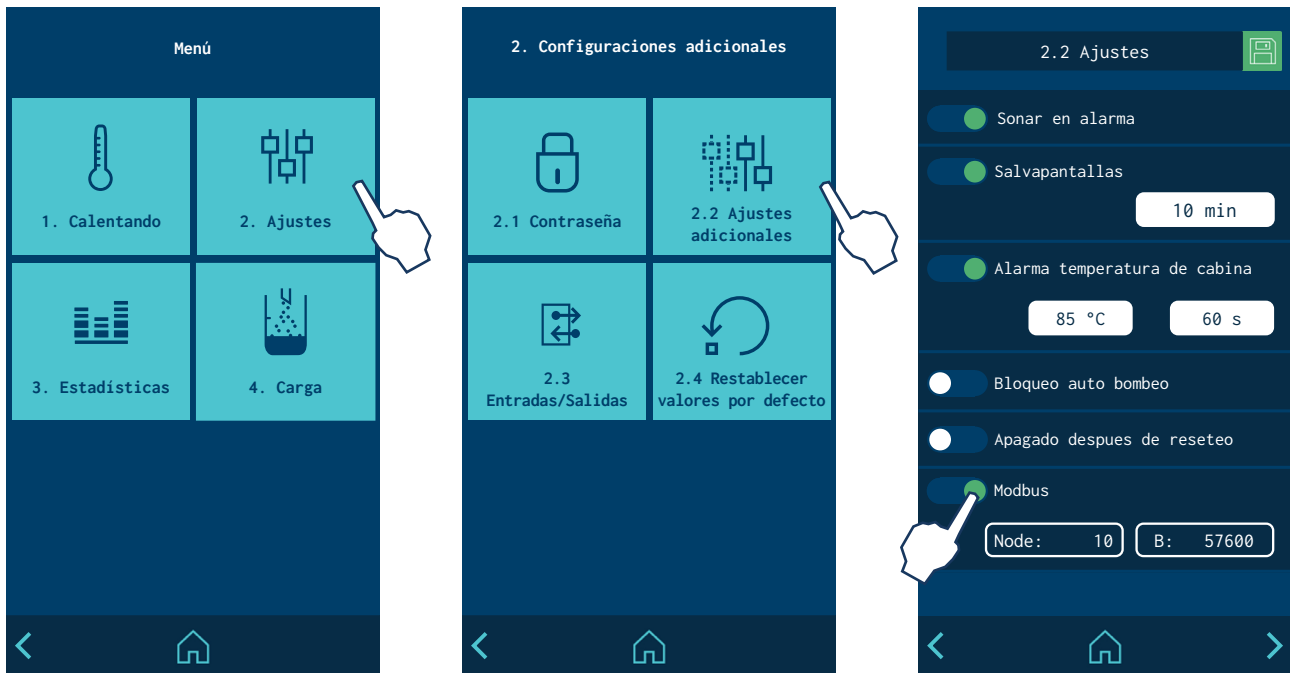 Menú
1. Calentando
2. Ajustes
3. Estadísticas
4. Carga
2. Configuraciones adicionales
2.1 Contraseña
2.2 Ajustes
adicionales
2.3
Entradas/Salidas
2.4 Restablecer
valores por defecto
2.2 Ajustes
Sonar en alarma
Salvapantallas
10 min
Alarma temperatura de cabina
85 °C
60 s
Bloqueo auto bombeo
Apagado despues de reseteo
Modbus
Node: 10
B: 57600